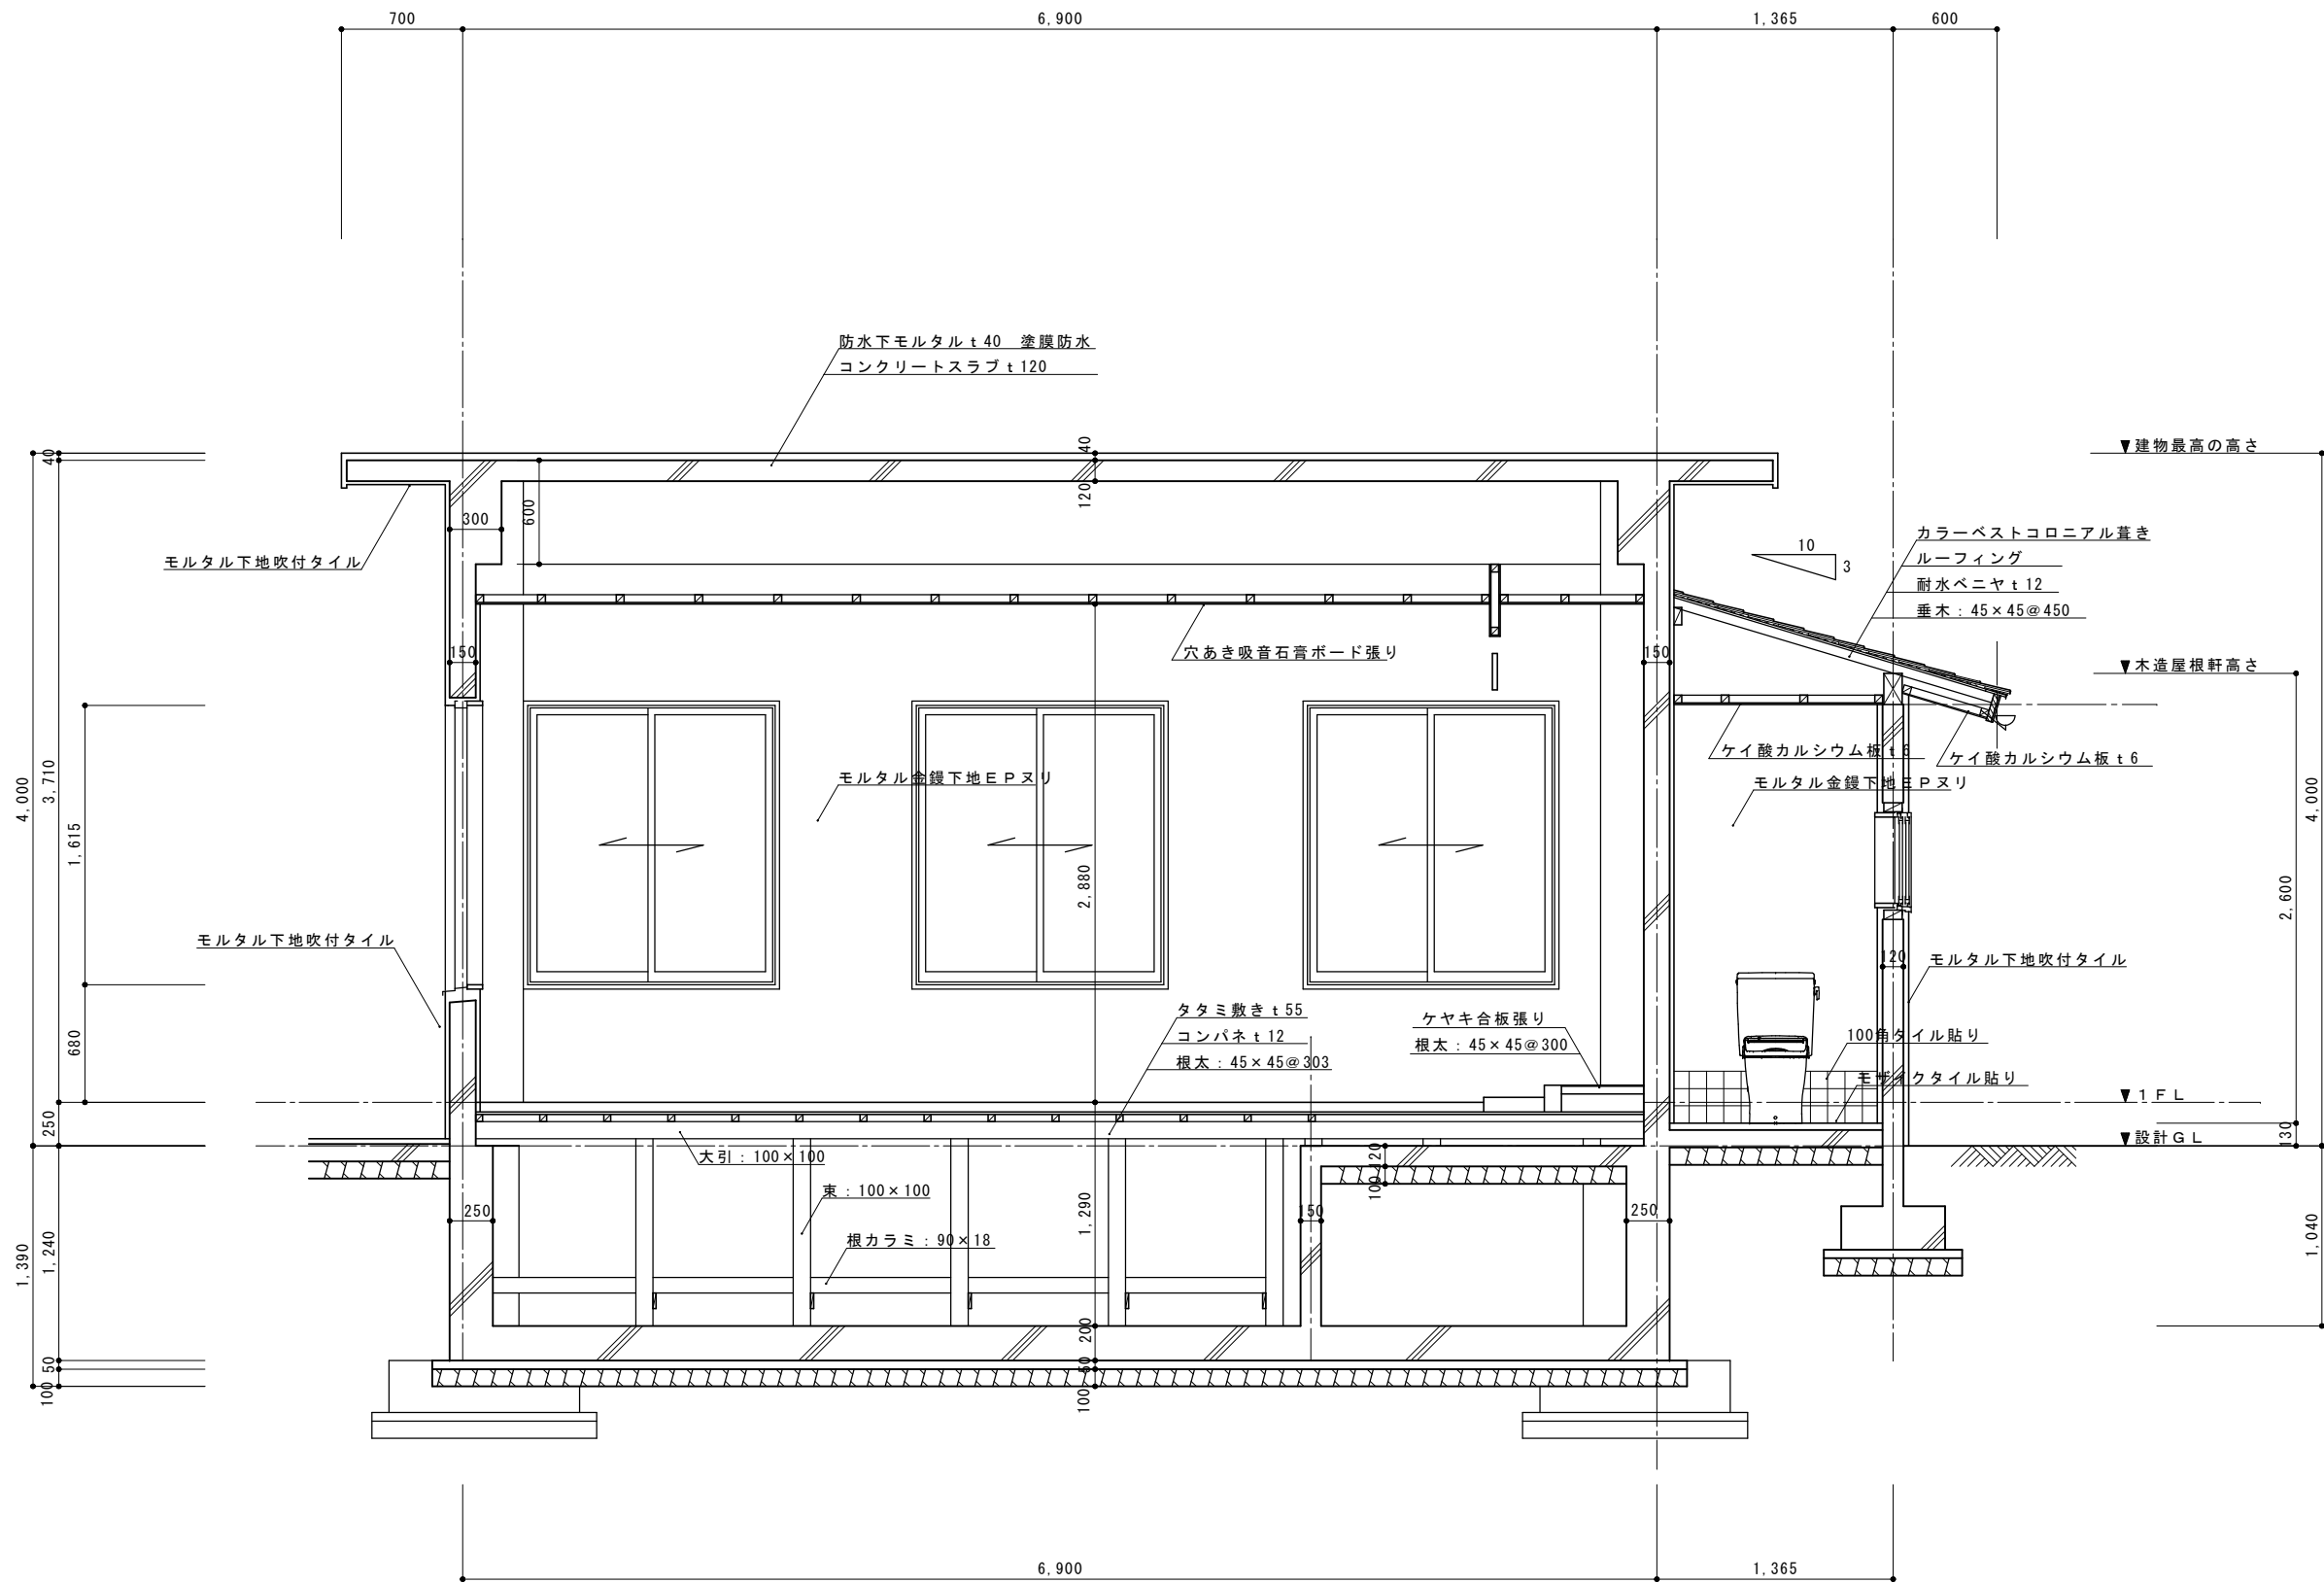 700
6,900
1,365
600
防水下モルタルｔ40　塗膜防水
コンクリートスラブｔ120
40
40
120
建物最高の高さ
300
600
モルタル下地吹付タイル
10
3
カラーベストコロニアル葺き
ルーフィング
耐水ベニヤｔ12
垂木：45×45＠450
150
穴あき吸音石膏ボード張り
150
木造屋根軒高さ
ケイ酸カルシウム板ｔ6
ケイ酸カルシウム板ｔ6
モルタル金鏝下地ＥＰヌリ
モルタル金鏝下地ＥＰヌリ
4,000
3,710
1,615
2,880
4,000
2,600
モルタル下地吹付タイル
120
モルタル下地吹付タイル
680
タタミ敷きｔ55
コンパネｔ12
根太：45×45＠303
ケヤキ合板張り
根太：45×45＠300
100角タイル貼り
モザイクタイル貼り
１ＦＬ
250
130
設計ＧＬ
大引：100×100
120
100
束：100×100
250
1,290
150
250
根カラミ：90×18
1,390
1,240
1,040
200
50
100
50
100
6,900
1,365